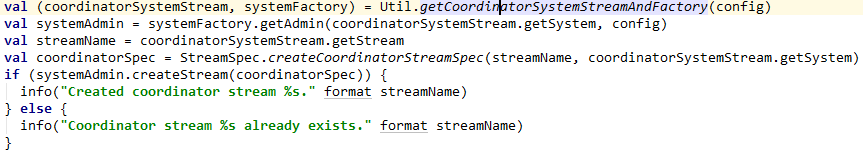 val (coordinatorSystemStream, systemFactory) = Util.getCoordinatorSystemStreamAndFactory(config)
val systemAdmin = systemFactory.getAdmin(coordinatorSystemStream.getSystem, config)
val streamName = coordinatorSystemStream.getStream
val coordinatorSpec = StreamSpec.createCoordinatorStreamSpec(streamName, coordinatorSystemStream.getSystem)
if (systemAdmin.createStream(coordinatorSpec)) {
  info("Created coordinator stream %s." format streamName)
} else {
  info("Coordinator stream %s already exists." format streamName)
}